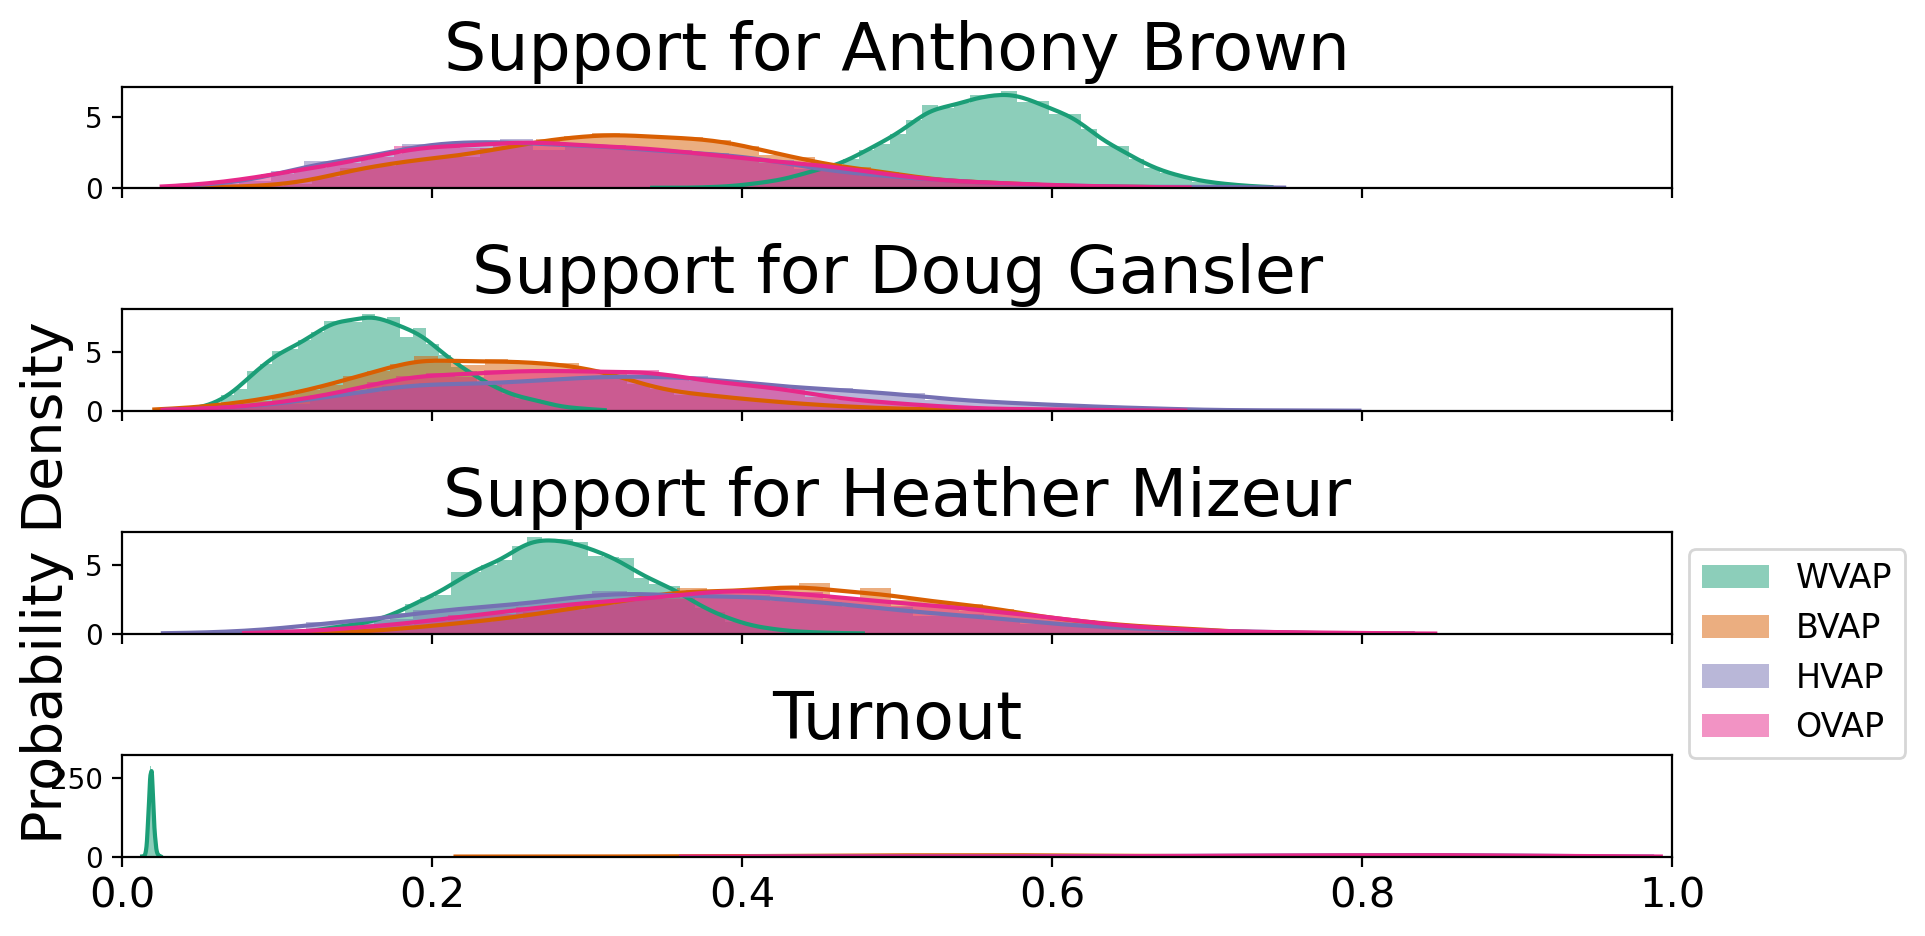 Support for Anthony Brown
5
0
Support for Doug Gansler
5
0
Support for Heather Mizeur
5
0
Turnout
250
0
0.0 0.2 0.4 0.6 0.8 1.0
Probability Density
WVAP
BVAP
HVAP
OVAP